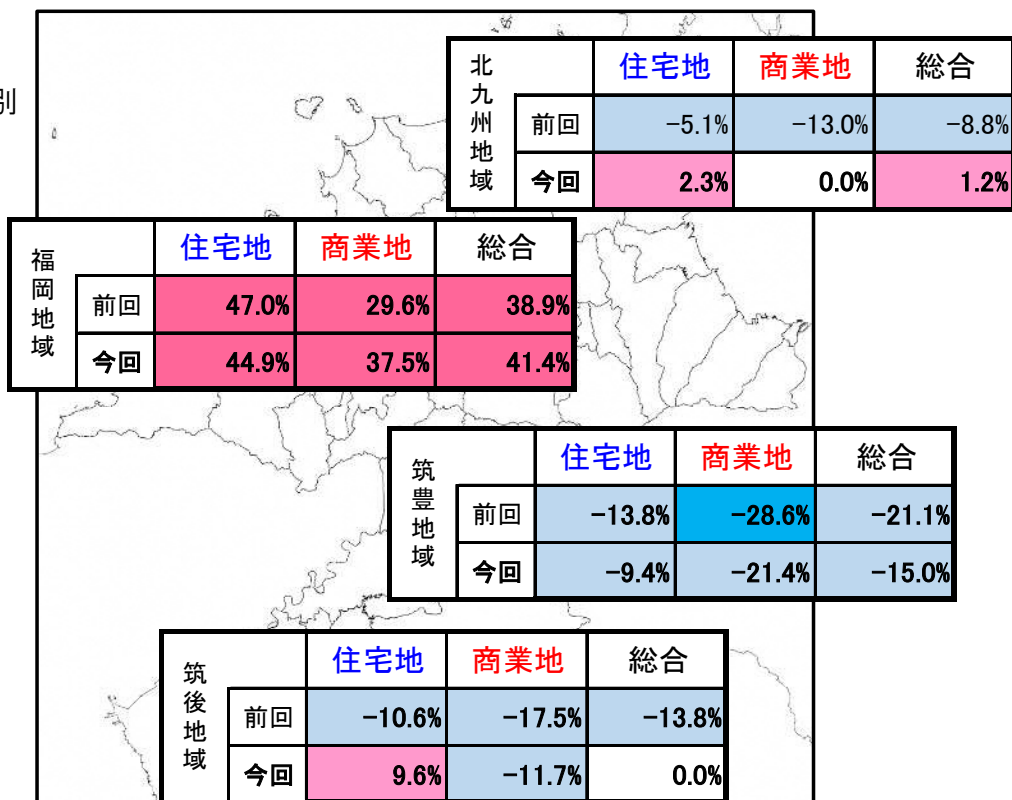 別
北九州地域
住宅地 商業地 総合
前回 -5.1% -13.0% -8.8%
今回 2.3% 0.0% 1.2%
福岡地域
住宅地 商業地 総合
前回 47.0% 29.6% 38.9%
今回 44.9% 37.5% 41.4%
筑豊地域
住宅地 商業地 総合
前回 -13.8% -28.6% -21.1%
今回 -9.4% -21.4% -15.0%
筑後地域
住宅地 商業地 総合
前回 -10.6% -17.5% -13.8%
今回 9.6% -11.7% 0.0%